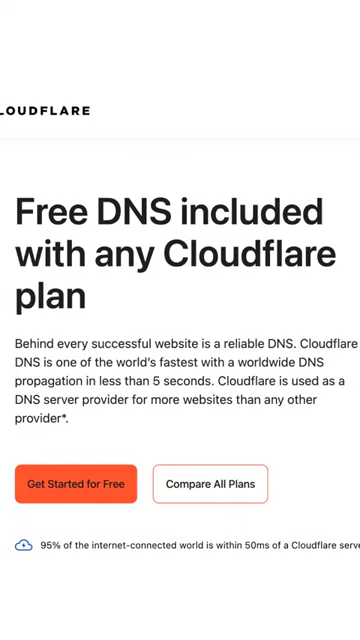 LOUDFLARE
Free DNS included
with any Cloudflare
plan
Behind every successful website is a reliable DNS. Cloudflare
DNS is one of the world's fastest with a worldwide DNS
propagation in less than 5 seconds. Cloudflare is used as a
DNS server provider for more websites than any other
provider*.
Get Started for Free
Compare All Plans
95% of the internet-connected world is within 50ms of a Cloudflare serve